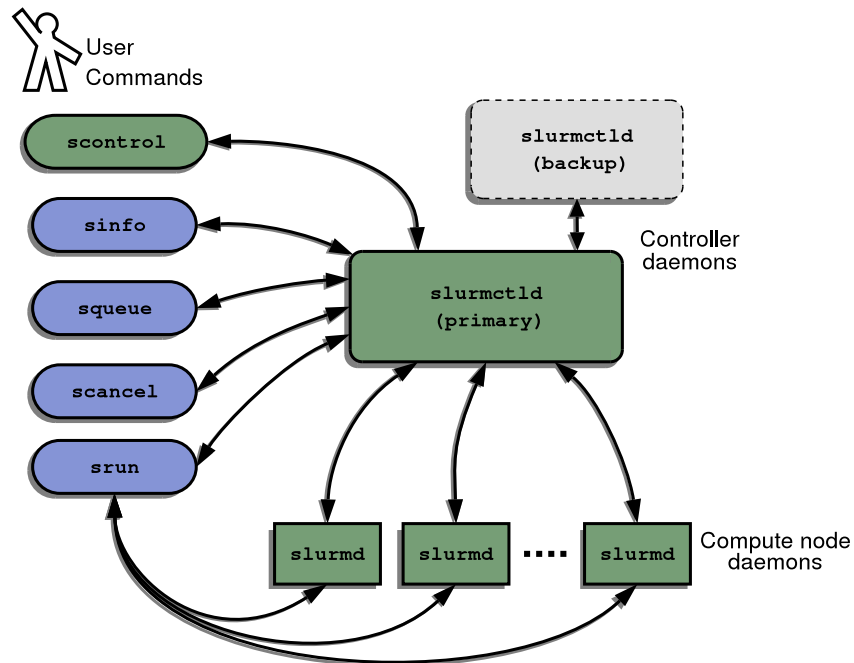 User
Commands
scontrol
sinfo
squeue
scancel
srun
slurmctld
(backup)
Controller
daemons
slurmctld
(primary)
slurmd
slurmd
slurmd
Compute node
daemons